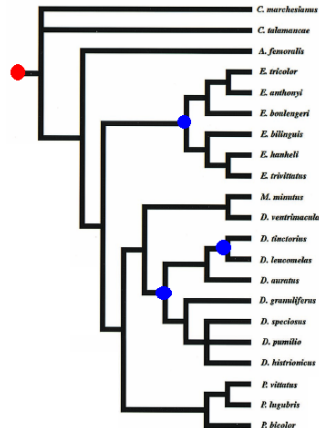 C. marchesianus
C. talamancae
A. femoralis
E. tricolor
E. anthonyi
E. boulengeri
E. bilinguis
E. hanheli
E. trivittatus
M. minutus
D. ventrimacula
D. tinctorius
D. leucomelas
D. auratus
D. granuliferus
D. speciosus
D. pumilio
D. histrionicus
P. vittatus
P. lugubris
P. bicolor